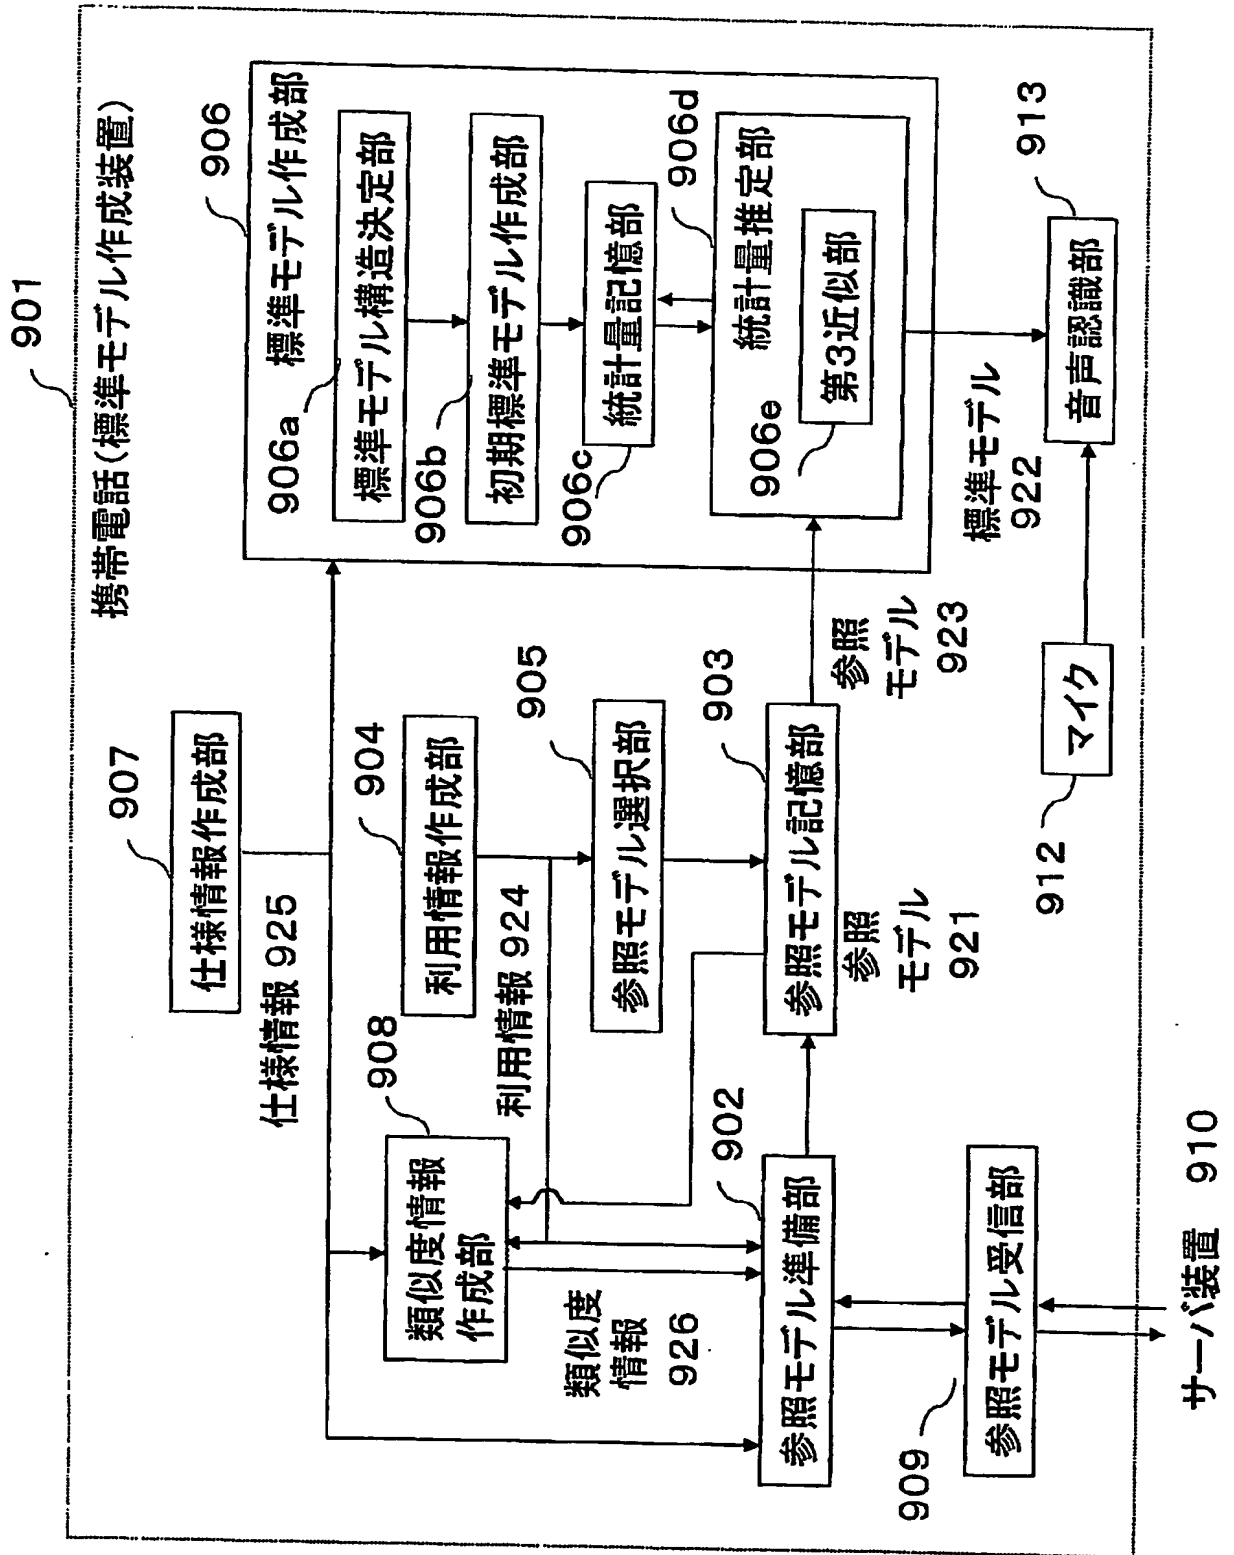 901
携帯電話(標準モデル作成装置)
907
仕様情報作成部
仕様情報 925
906
標準モデル作成部
906a
標準モデル構造決定部
906b
初期標準モデル作成部
906c
統計量記憶部
906d
統計量推定部
906e
第3近似部
908
類似度情報
作成部
904
利用情報作成部
利用情報 924
905
参照モデル選択部
類似度
情報
926
902
参照モデル準備部
903
参照モデル記憶部
参照
モデル
921
参照
モデル
923
標準モデル
922
909
参照モデル受信部
912
マイク
913
音声認識部
サーバ装置 910